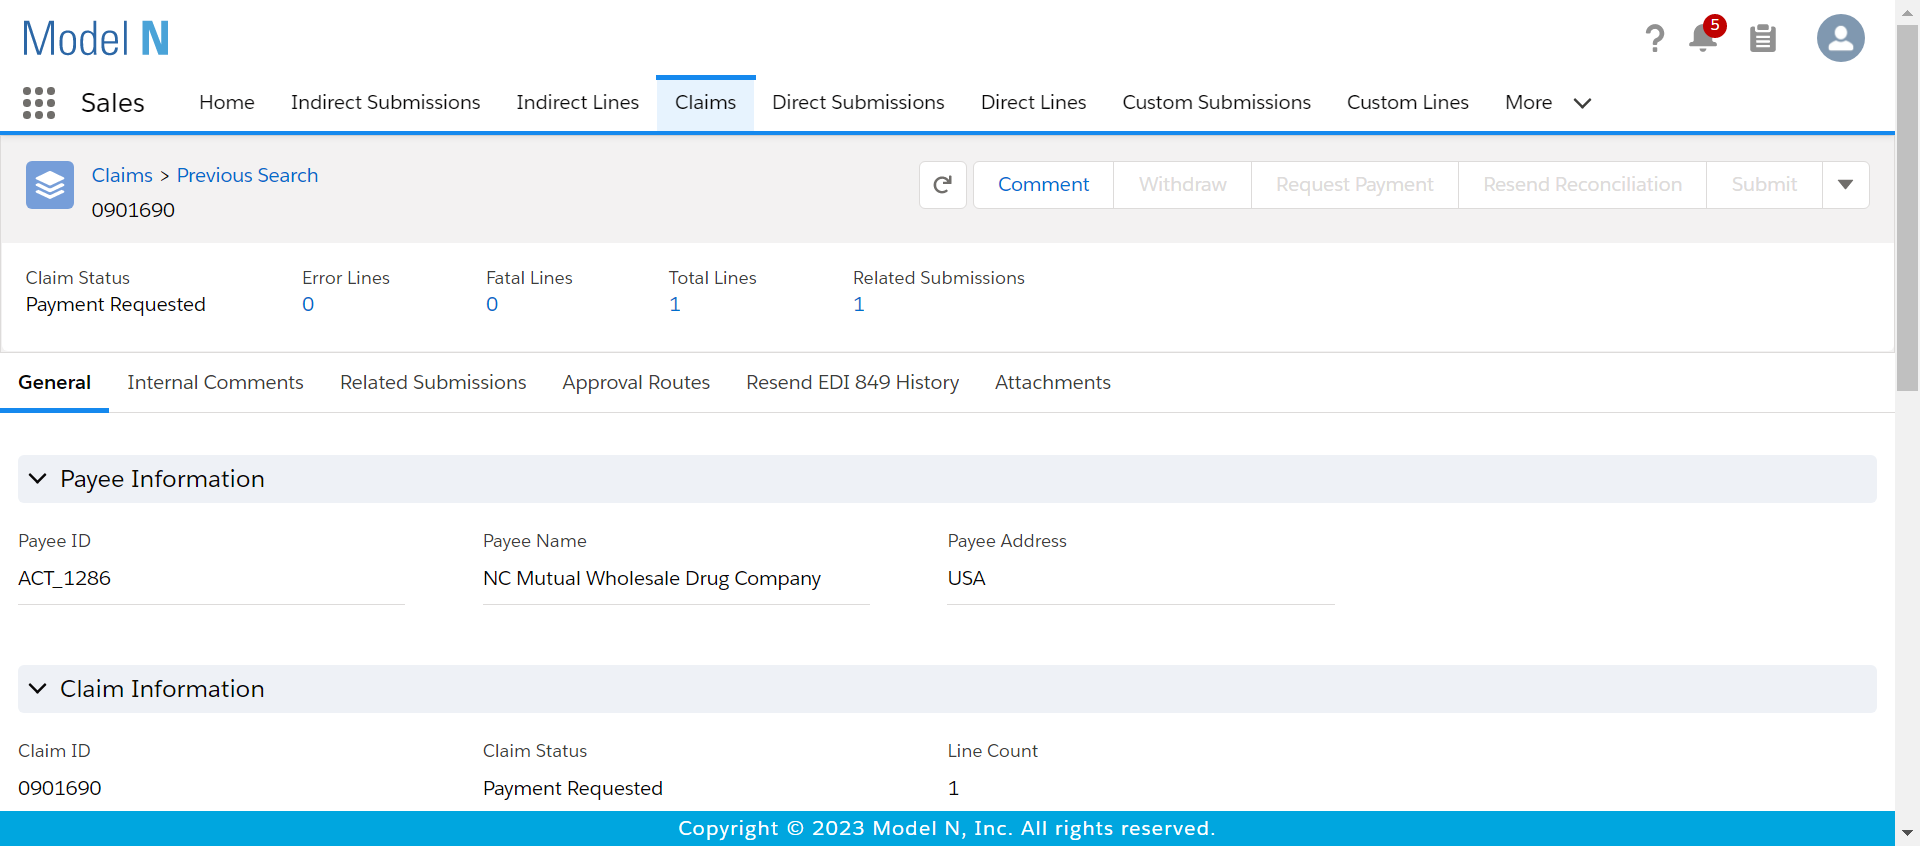 Model N
5
Sales Home Indirect Submissions Indirect Lines Claims Direct Submissions Direct Lines Custom Submissions Custom Lines More
Claims > Previous Search
0901690
Comment Withdraw Request Payment Resend Reconciliation Submit
Claim Status Error Lines Fatal Lines Total Lines Related Submissions
Payment Requested 0 0 1 1
General Internal Comments Related Submissions Approval Routes Resend EDI 849 History Attachments
Payee Information
Payee ID Payee Name Payee Address
ACT_1286 NC Mutual Wholesale Drug Company USA
Claim Information
Claim ID Claim Status Line Count
0901690 Payment Requested 1
Copyright © 2023 Model N, Inc. All rights reserved.